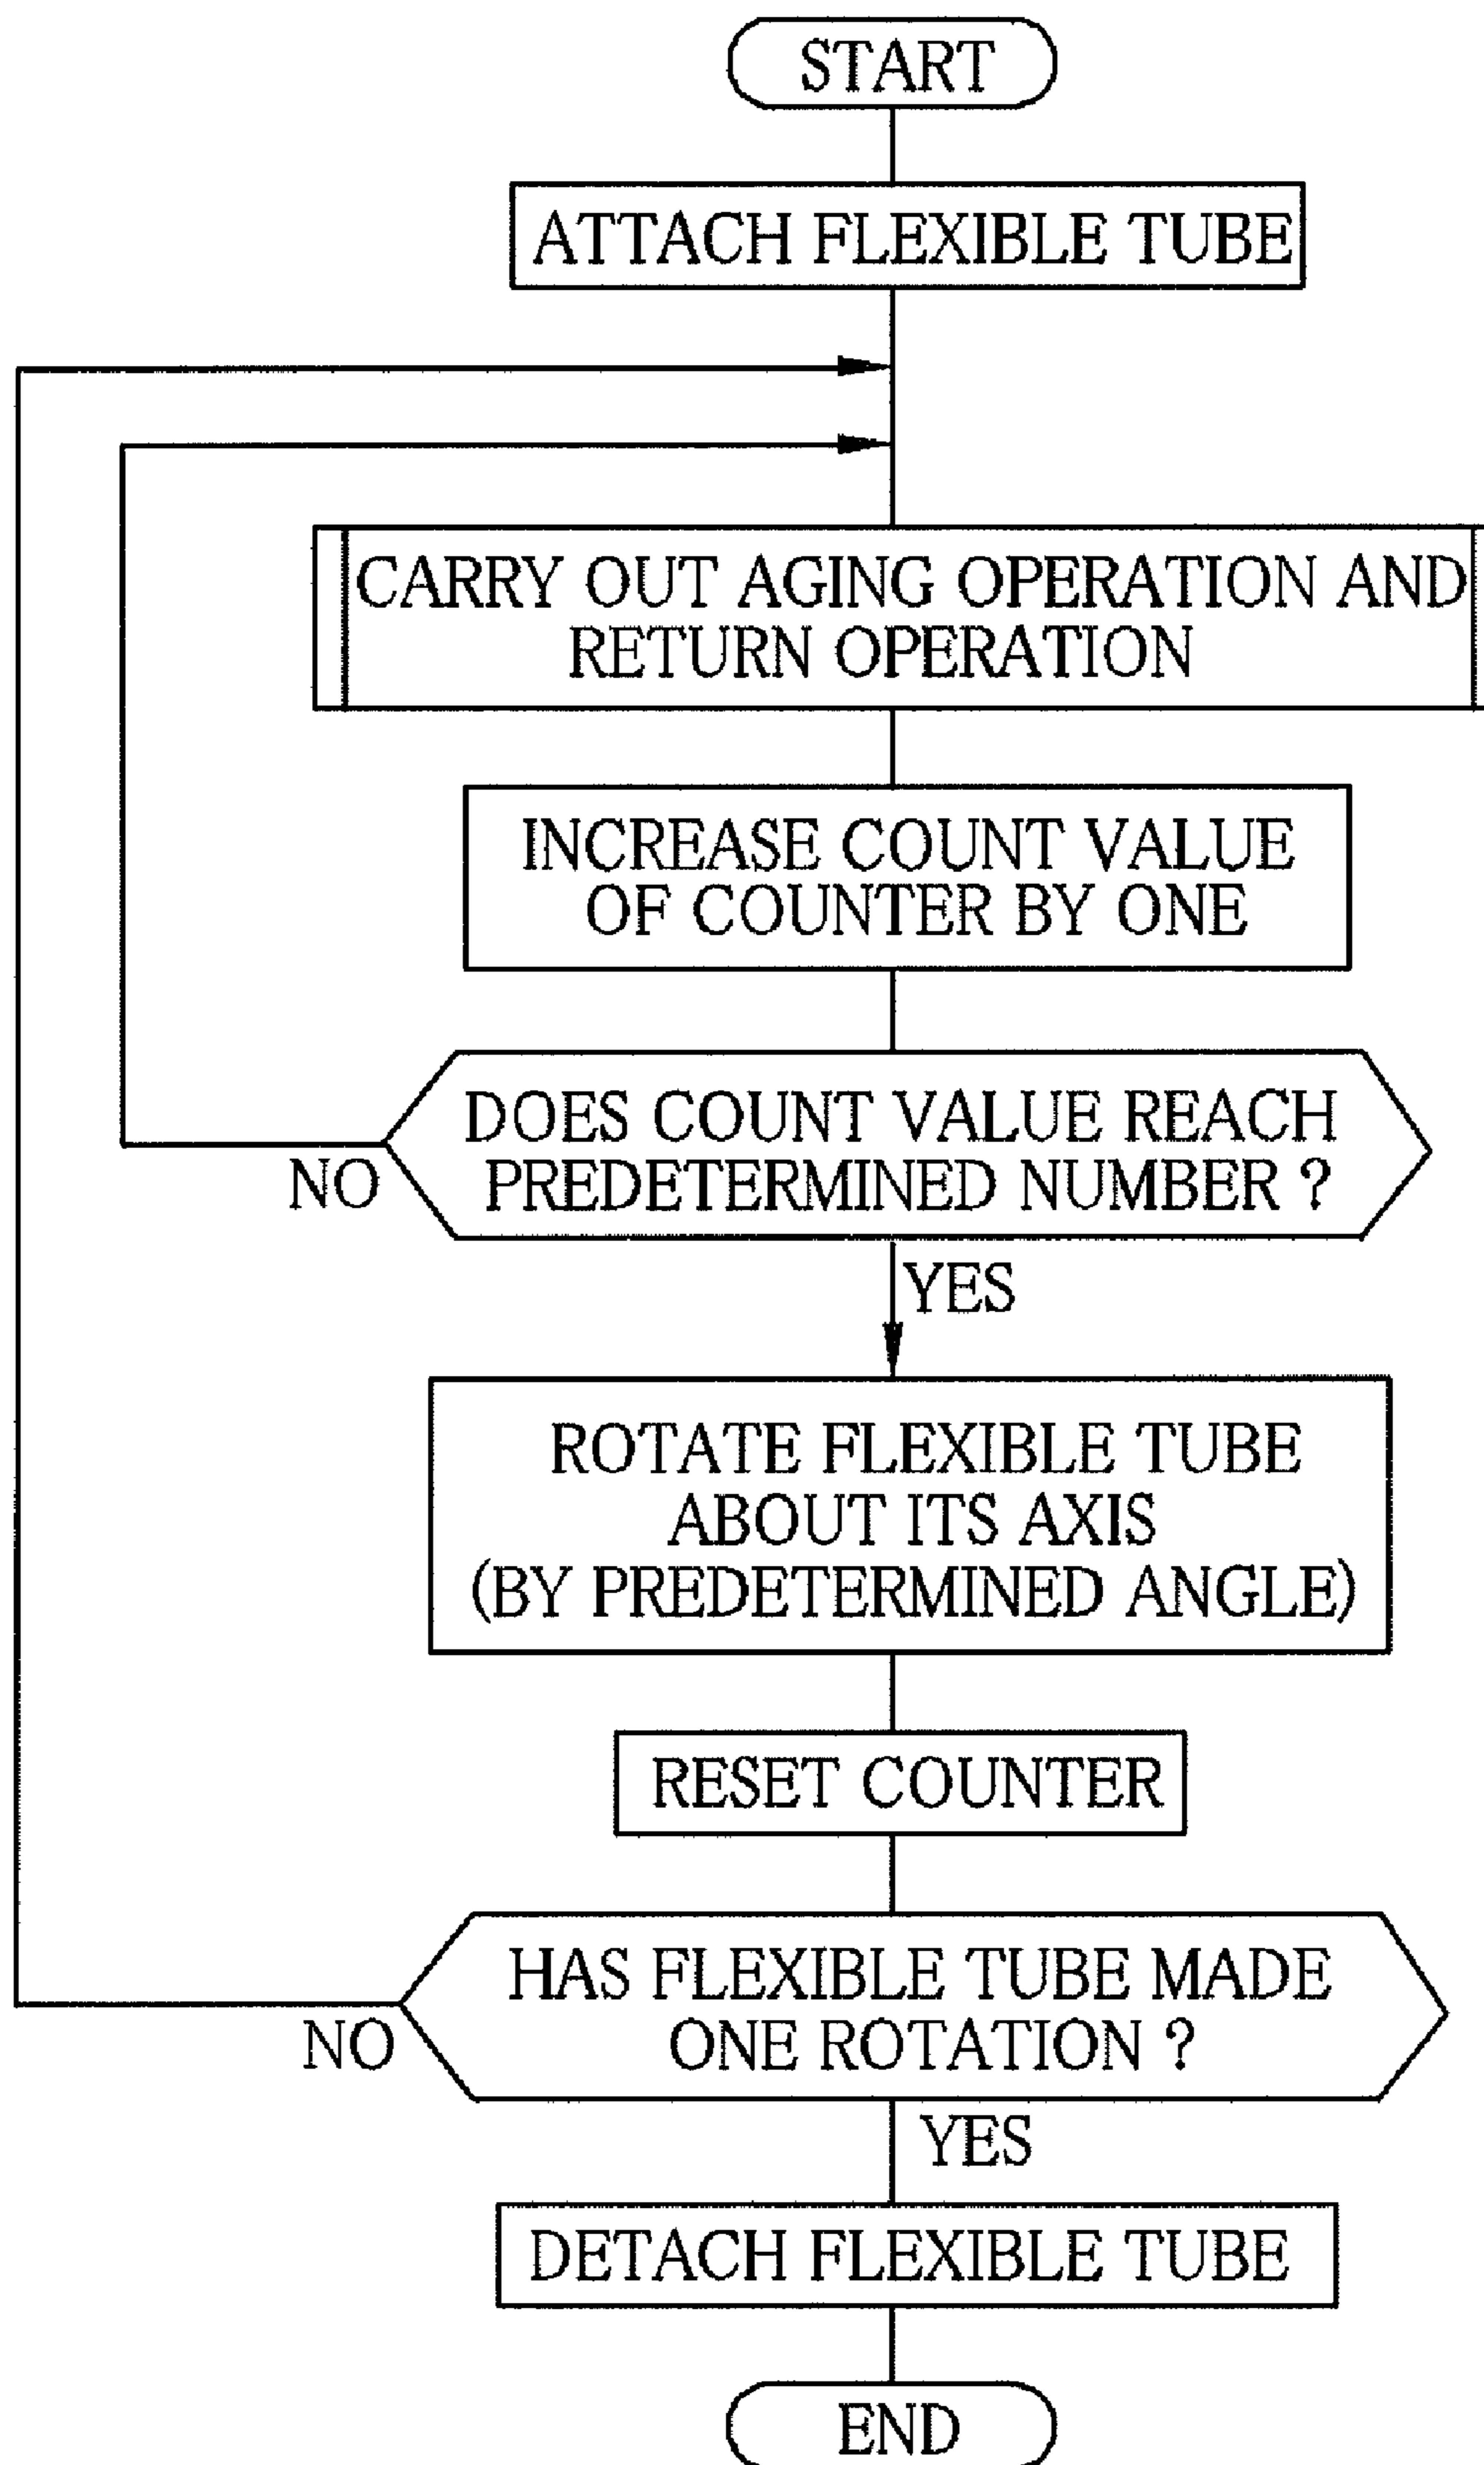 START
ATTACH FLEXIBLE TUBE
CARRY OUT AGING OPERATION AND
RETURN OPERATION
INCREASE COUNT VALUE
OF COUNTER BY ONE
DOES COUNT VALUE REACH
PREDETERMINED NUMBER ?
NO
YES
ROTATE FLEXIBLE TUBE
ABOUT ITS AXIS
(BY PREDETERMINED ANGLE)
RESET COUNTER
HAS FLEXIBLE TUBE MADE
ONE ROTATION ?
NO
YES
DETACH FLEXIBLE TUBE
END